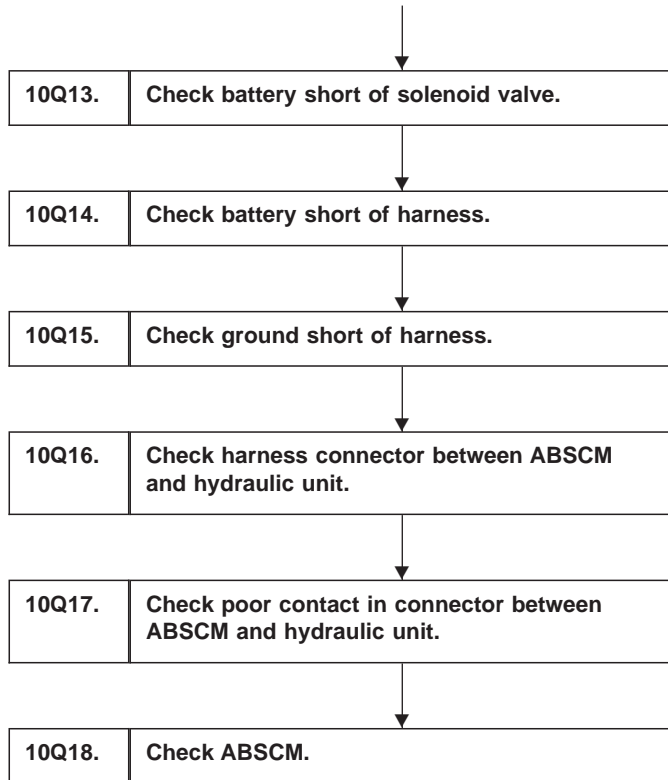 10Q13. Check battery short of solenoid valve.
10Q14. Check battery short of harness.
10Q15. Check ground short of harness.
10Q16. Check harness connector between ABSCM
and hydraulic unit.
10Q17. Check poor contact in connector between
ABSCM and hydraulic unit.
10Q18. Check ABSCM.